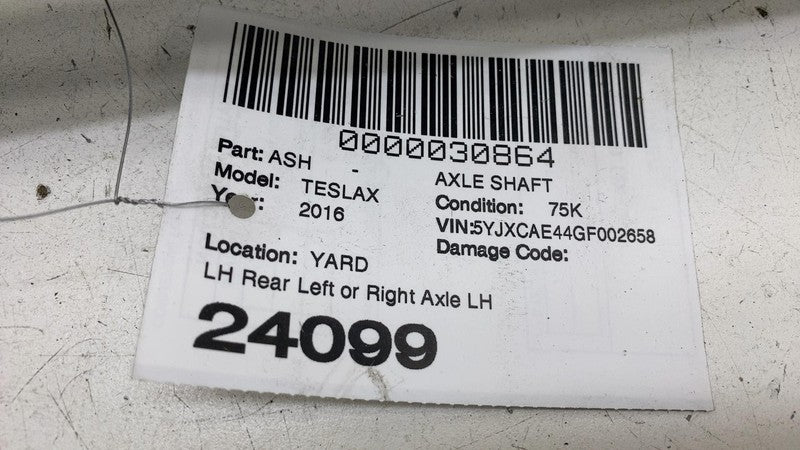 0000030864
Part: ASH - AXLE SHAFT
Model: TESLAX Condition: 75K
Year: 2016 VIN:5YJXCAE44GF002658
Damage Code:
Location: YARD
LH Rear Left or Right Axle LH
24099